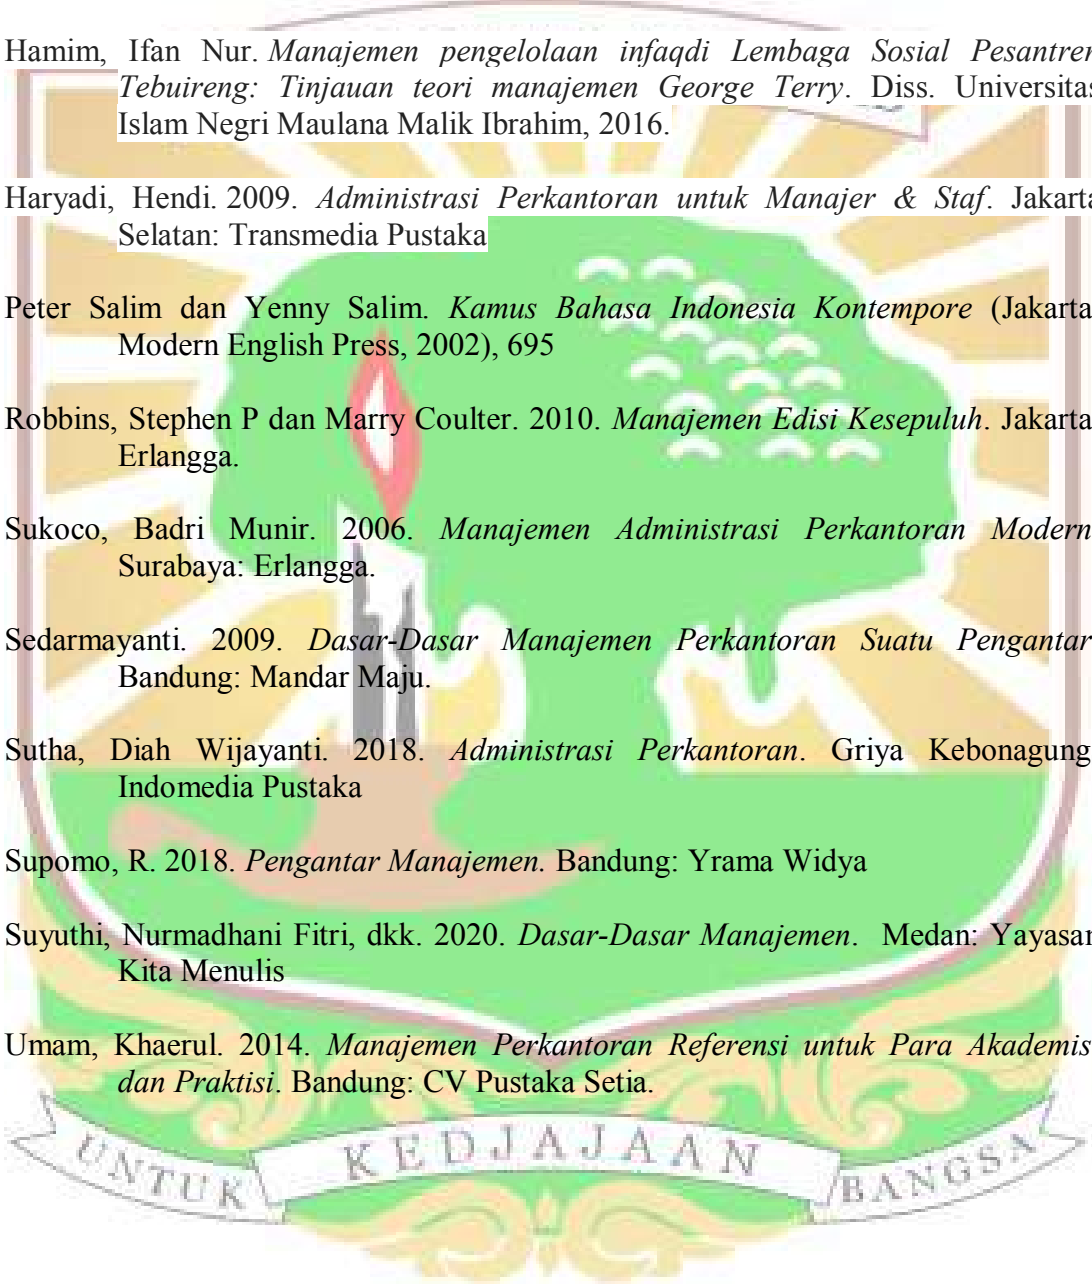 Hamim, Ifan Nur. Manajemen pengelolaan infaqdi Lembaga Sosial Pesantren
Tebuireng: Tinjauan teori manajemen George Terry. Diss. Universitas
Islam Negri Maulana Malik Ibrahim, 2016.
Haryadi, Hendi. 2009. Administrasi Perkantoran untuk Manajer & Staf. Jakarta
Selatan: Transmedia Pustaka
Peter Salim dan Yenny Salim. Kamus Bahasa Indonesia Kontempore (Jakarta
Modern English Press, 2002), 695
Robbins, Stephen P dan Marry Coulter. 2010. Manajemen Edisi Kesepuluh. Jakarta
Erlangga.
Sukoco, Badri Munir. 2006. Manajemen Administrasi Perkantoran Modern
Surabaya: Erlangga.
Sedarmayanti. 2009. Dasar-Dasar Manajemen Perkantoran Suatu Pengantar
Bandung: Mandar Maju.
Sutha, Diah Wijayanti. 2018. Administrasi Perkantoran. Griya Kebonagung
Indomedia Pustaka
Supomo, R. 2018. Pengantar Manajemen. Bandung: Yrama Widya
Suyuthi, Nurmadhani Fitri, dkk. 2020. Dasar-Dasar Manajemen. Medan: Yayasan
Kita Menulis
Umam, Khaerul. 2014. Manajemen Perkantoran Referensi untuk Para Akademis
dan Praktisi. Bandung: CV Pustaka Setia.
UNTUK KEDJAJAAN BANGSA